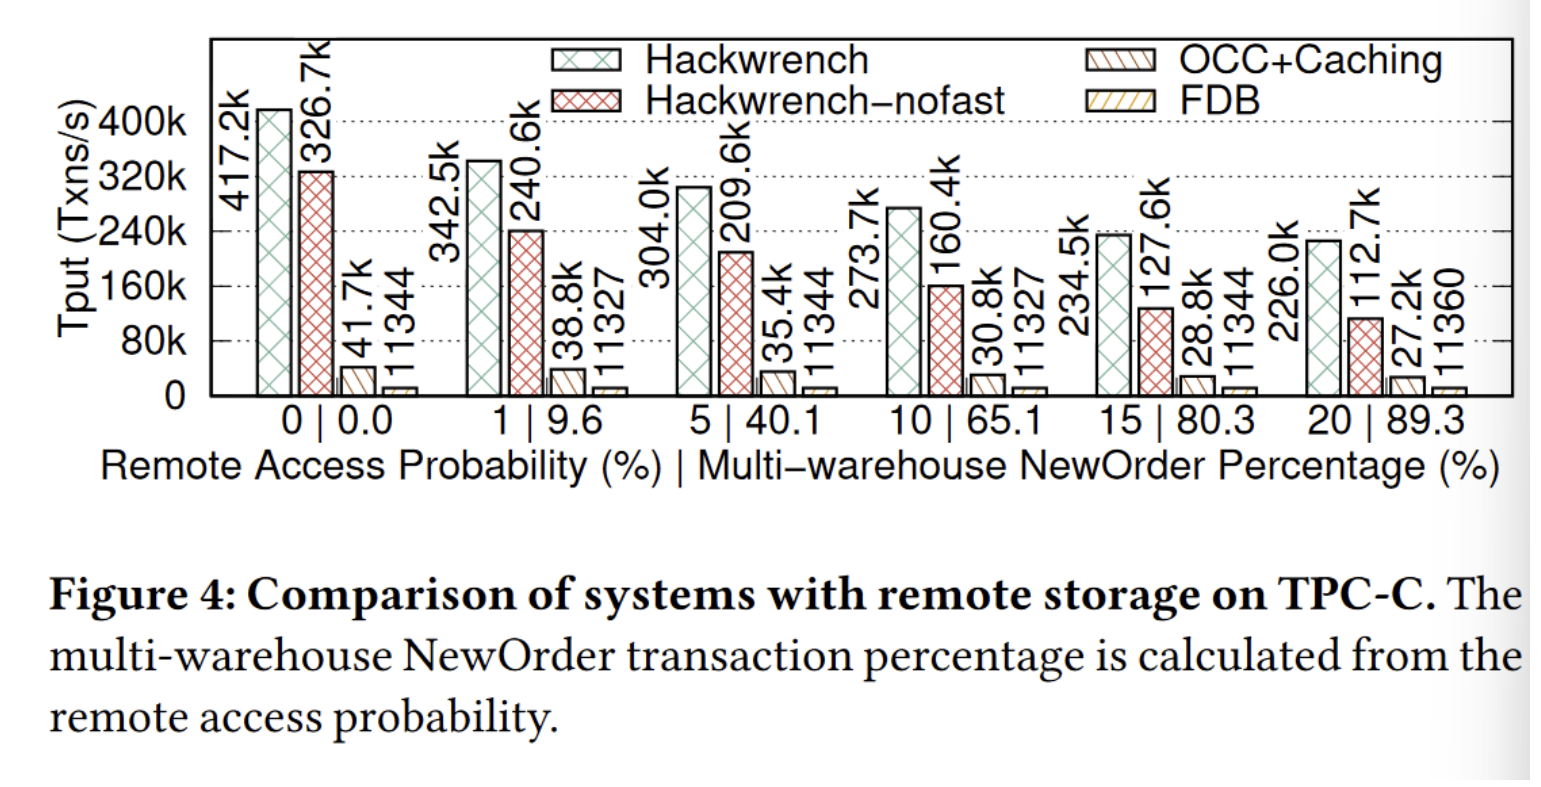 Hackwrench
Hackwrench–nofast
OCC+Caching
FDB
Tput (Txns/s)
400k
320k
240k
160k
80k
0
417.2k 326.7k 41.7k 11344
342.5k 240.6k 38.8k 11327
304.0k 209.6k 35.4k 11344
273.7k 160.4k 30.8k 11327
234.5k 127.6k 28.8k 11344
226.0k 112.7k 27.2k 11360
0 | 0.0 1 | 9.6 5 | 40.1 10 | 65.1 15 | 80.3 20 | 89.3
Remote Access Probability (%) | Multi–warehouse NewOrder Percentage (%)
Figure 4: Comparison of systems with remote storage on TPC-C. The
multi-warehouse NewOrder transaction percentage is calculated from the
remote access probability.